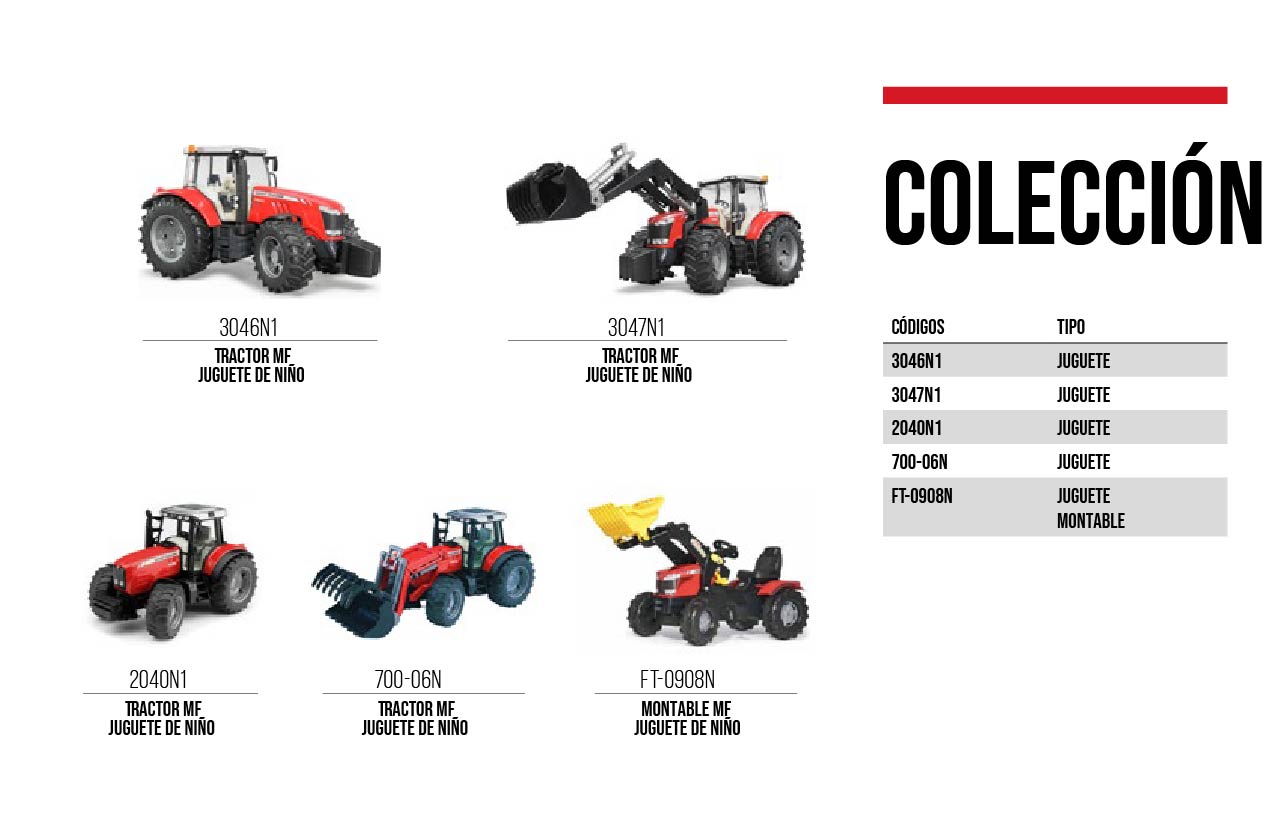 COLECCIÓN
3046N1
TRACTOR MF
JUGUETE DE NIÑO
3047N1
TRACTOR MF
JUGUETE DE NIÑO
2040N1
TRACTOR MF
JUGUETE DE NIÑO
700-06N
TRACTOR MF
JUGUETE DE NIÑO
FT-0908N
MONTABLE MF
JUGUETE DE NIÑO
CÓDIGOS TIPO
3046N1 JUGUETE
3047N1 JUGUETE
2040N1 JUGUETE
700-06N JUGUETE
FT-0908N JUGUETE
MONTABLE